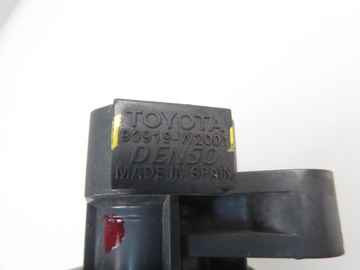 TOYOTA
90919-W2001
DENSO
MADE IN SPAIN